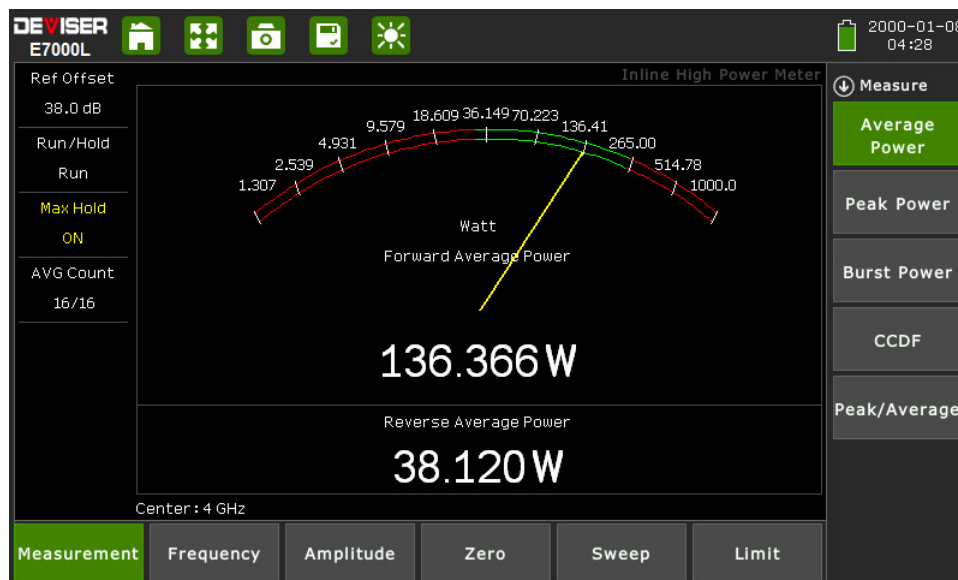 DEVISER
E7000L
2000-01-08
04:28
Ref Offset
38.0 dB
Run/Hold
Run
Max Hold
ON
AVG Count
16/16
Inline High Power Meter
1.307
2.539
4.931
9.579
18.609
36.149
70.223
136.41
265.00
514.78
1000.0
Watt
Forward Average Power
136.366 W
Reverse Average Power
38.120 W
Center : 4 GHz
Measure
Average
Power
Peak Power
Burst Power
CCDF
Peak/Average
Measurement
Frequency
Amplitude
Zero
Sweep
Limit